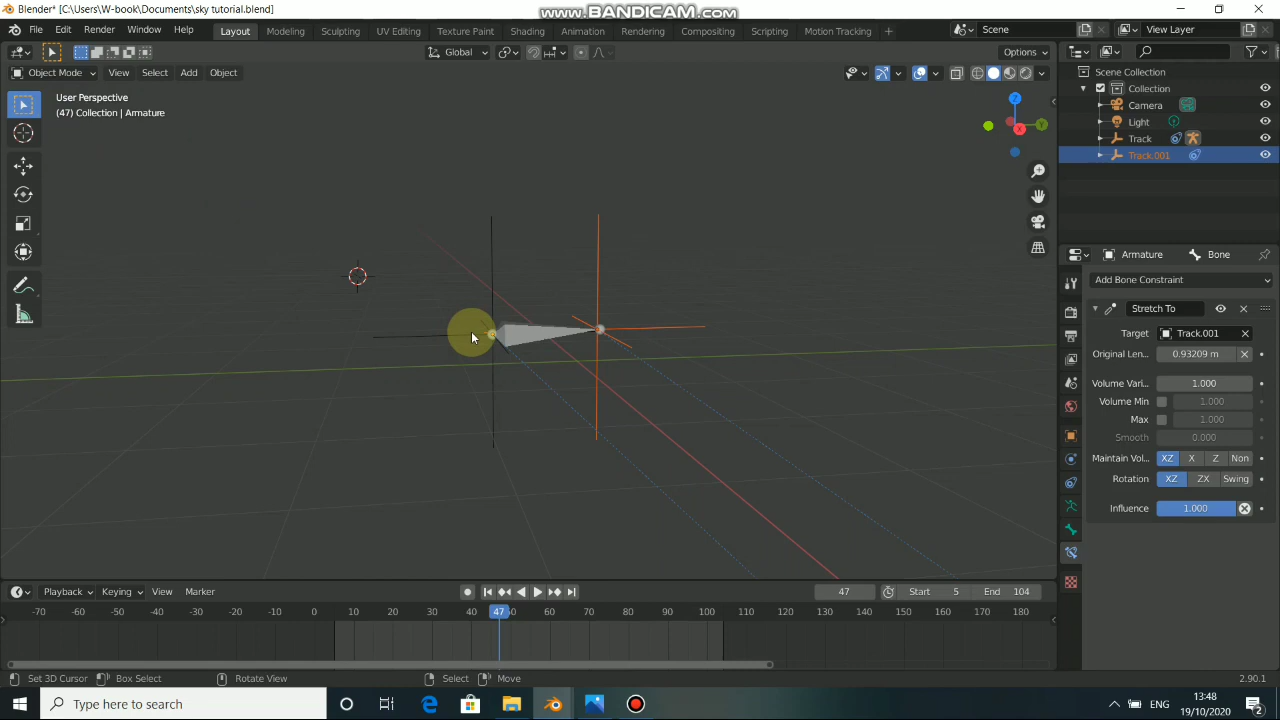 Blender* [C:\Users\W-book\Documents\sky tutorial.blend]
www.BANDICAM.com
File Edit Render Window Help
Layout Modeling Sculpting UV Editing Texture Paint Shading Animation Rendering Compositing Scripting Motion Tracking +
Scene
View Layer
Global
Options
Object Mode View Select Add Object
User Perspective
(47) Collection | Armature
Z
Y
X
Scene Collection
Collection
Camera
Light
Track
Track.001
Armature Bone
Add Bone Constraint
Stretch To
Target Track.001
Original Len... 0.93209 m
Volume Vari... 1.000
Volume Min 1.000
Max 1.000
Smooth 0.000
Maintain Vol... XZ X Z Non
Rotation XZ ZX Swing
Influence 1.000
Playback Keying View Marker
47 Start 5 End 104
-70 -60 -50 -40 -30 -20 -10 0 10 20 30 40 47 50 60 70 80 90 100 110 120 130 140 150 160 170 180
Set 3D Cursor Box Select Rotate View Select Move 2.90.1
Type here to search
ENG
13:48
19/10/2020
2